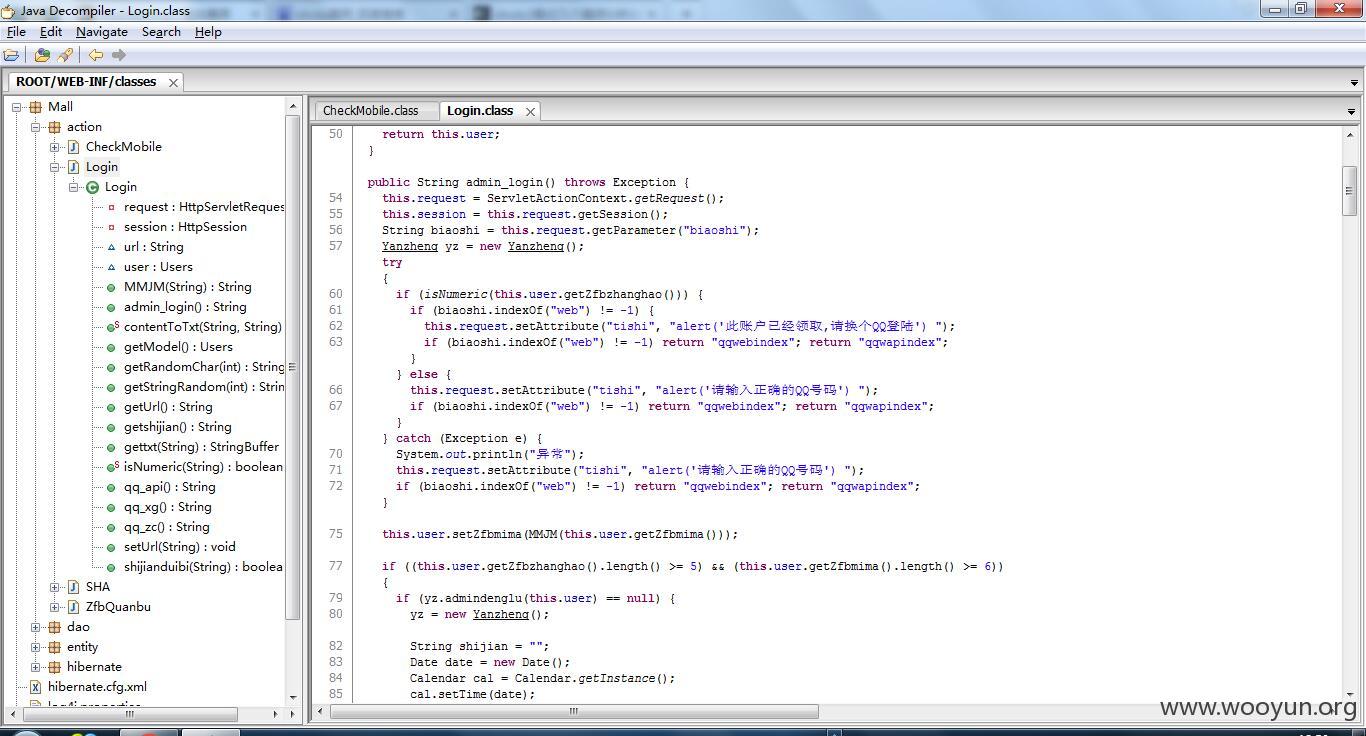 Java Decompiler - Login.class
File Edit Navigate Search Help
ROOT/WEB-INF/classes
Mall
action
CheckMobile
Login
Login
request : HttpServletReques
session : HttpSession
url : String
user : Users
MMJM(String) : String
admin_login() : String
contentToTxt(String, String)
getModel() : Users
getRandomChar(int) : String
getStringRandom(int) : Strin
getUrl() : String
getshijian() : String
gettxt(String) : StringBuffer
isNumeric(String) : boolean
qq_api() : String
qq_xg() : String
qq_zc() : String
setUrl(String) : void
shijianduibi(String) : boolea
SHA
ZfbQuanbu
dao
entity
hibernate
hibernate.cfg.xml
log4j.properties
CheckMobile.class Login.class
50 return this.user;
}
public String admin_login() throws Exception {
54 this.request = ServletActionContext.getRequest();
55 this.session = this.request.getSession();
56 String biaoshi = this.request.getParameter("biaoshi");
57 Yanzheng yz = new Yanzheng();
try
{
60 if (isNumeric(this.user.getZfbzhanghao())) {
61 if (biaoshi.indexOf("web") != -1) {
62 this.request.setAttribute("tishi", "alert('此账户已经领取,请换个QQ登陆') ");
63 if (biaoshi.indexOf("web") != -1) return "qqwebindex"; return "qqwapindex";
}
} else {
66 this.request.setAttribute("tishi", "alert('请输入正确的QQ号码') ");
67 if (biaoshi.indexOf("web") != -1) return "qqwebindex"; return "qqwapindex";
}
} catch (Exception e) {
70 System.out.println("异常");
71 this.request.setAttribute("tishi", "alert('请输入正确的QQ号码') ");
72 if (biaoshi.indexOf("web") != -1) return "qqwebindex"; return "qqwapindex";
}
75 this.user.setZfbmima(MMJM(this.user.getZfbmima()));
77 if ((this.user.getZfbzhanghao().length() >= 5) && (this.user.getZfbmima().length() >= 6))
{
79 if (yz.admindenglu(this.user) == null) {
80 yz = new Yanzheng();
82 String shijian = "";
83 Date date = new Date();
84 Calendar cal = Calendar.getInstance();
85 cal.setTime(date);
www.wooyun.org